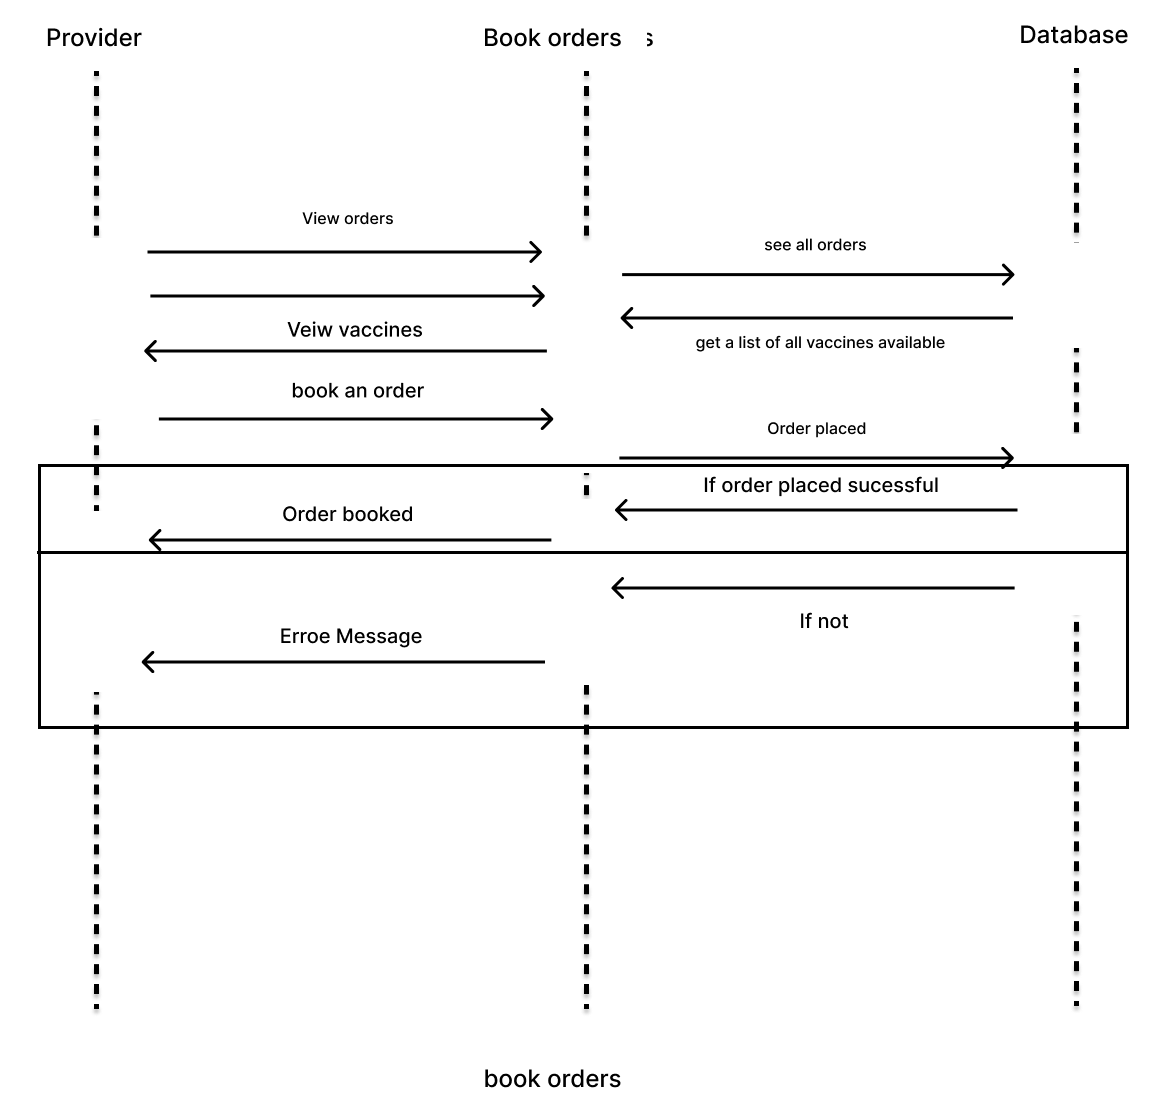 Provider
Book orders s
Database
View orders
see all orders
Veiw vaccines
get a list of all vaccines available
book an order
Order placed
If order placed sucessful
Order booked
If not
Erroe Message
book orders